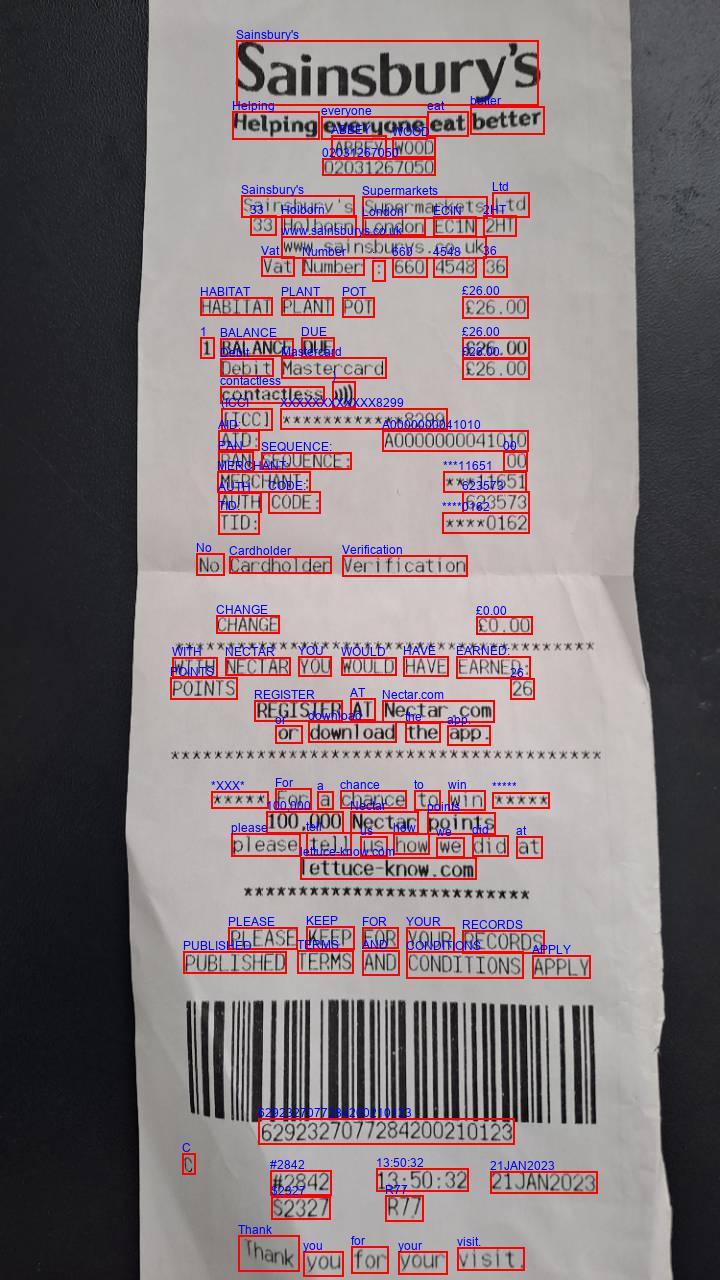 Sainsbury's
Helping everyone eat better
ABBEY WOOD
02031267050
Sainsbury's Supermarkets Ltd
33 Holborn London EC1N 2HT
www.sainsburys.co.uk
Vat Number : 660 4548 36
HABITAT PLANT POT £26.00
1 BALANCE DUE £26.00
Debit Mastercard £26.00
contactless
[ICC] ************8299
AID: A0000000041010
PAN SEQUENCE: 00
MERCHANT: ***11651
AUTH CODE: 623573
TID: ****0162
No Cardholder Verification
CHANGE £0.00
****************************************
WITH NECTAR YOU WOULD HAVE EARNED:
POINTS 26
REGISTER AT Nectar.com
or download the app.
****************************************
***** For a chance to win *****
100,000 Nectar points
please tell us how we did at
lettuce-know.com
**************************
PLEASE KEEP FOR YOUR RECORDS
PUBLISHED TERMS AND CONDITIONS APPLY
6292327077284200210123
C #2842 13:50:32 21JAN2023
S2327 R77
Thank you for your visit.